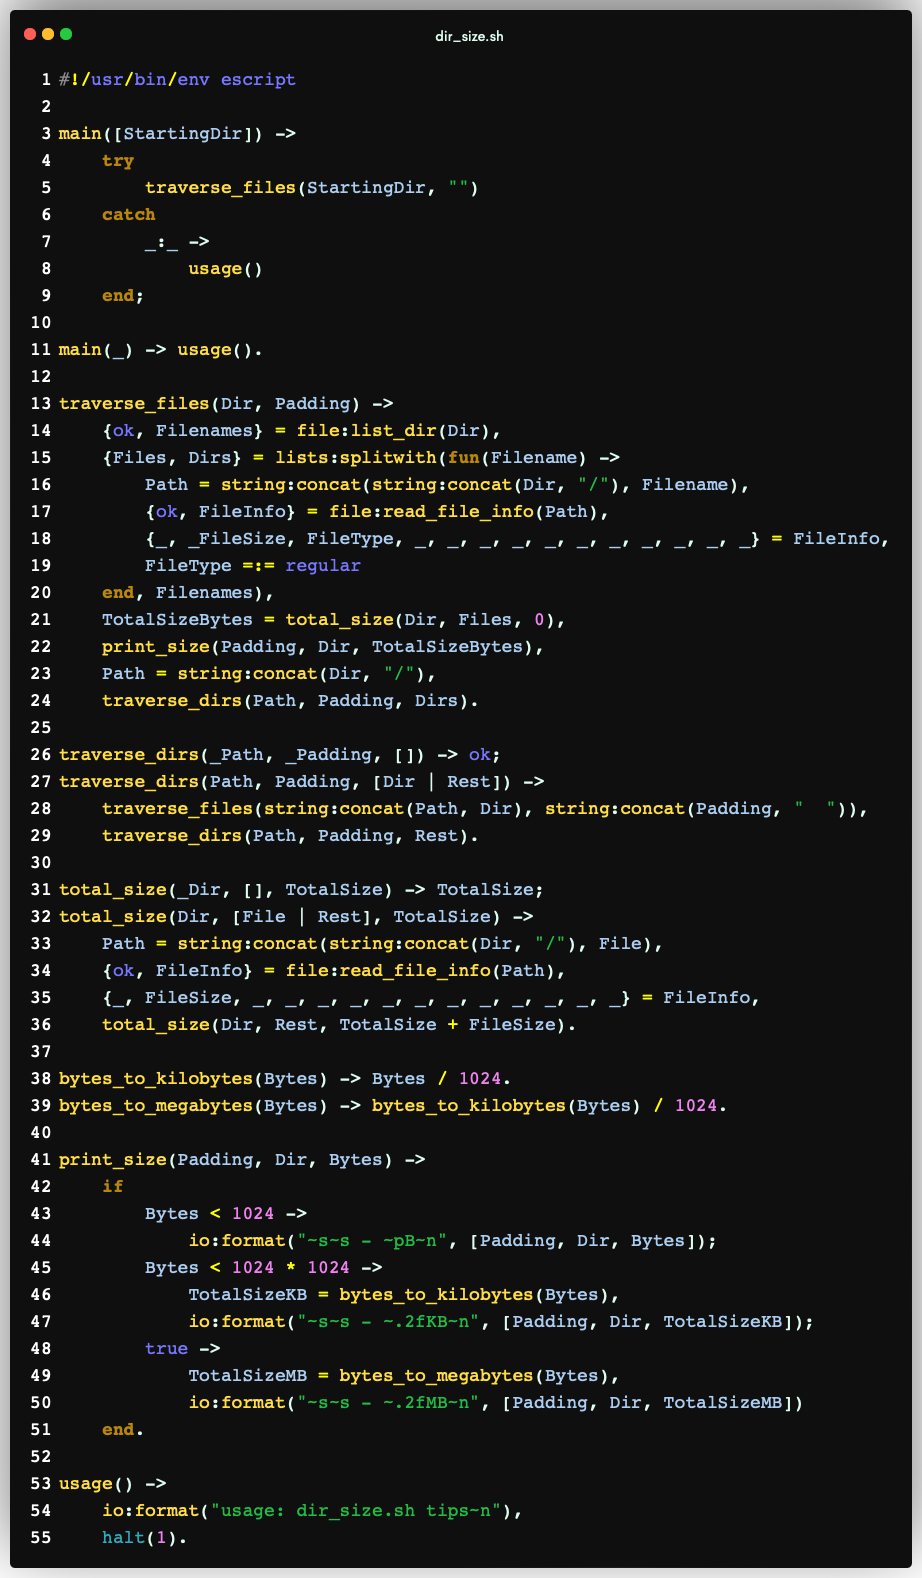 dir_size.sh
1 #!/usr/bin/env escript
2
3 main([StartingDir]) ->
4     try
5         traverse_files(StartingDir, "")
6     catch
7         _:_ ->
8             usage()
9     end;
10
11 main(_) -> usage().
12
13 traverse_files(Dir, Padding) ->
14     {ok, Filenames} = file:list_dir(Dir),
15     {Files, Dirs} = lists:splitwith(fun(Filename) ->
16         Path = string:concat(string:concat(Dir, "/"), Filename),
17         {ok, FileInfo} = file:read_file_info(Path),
18         {_, _FileSize, FileType, _, _, _, _, _, _, _, _, _, _, _} = FileInfo,
19         FileType =:= regular
20     end, Filenames),
21     TotalSizeBytes = total_size(Dir, Files, 0),
22     print_size(Padding, Dir, TotalSizeBytes),
23     Path = string:concat(Dir, "/"),
24     traverse_dirs(Path, Padding, Dirs).
25
26 traverse_dirs(_Path, _Padding, []) -> ok;
27 traverse_dirs(Path, Padding, [Dir | Rest]) ->
28     traverse_files(string:concat(Path, Dir), string:concat(Padding, "  ")),
29     traverse_dirs(Path, Padding, Rest).
30
31 total_size(_Dir, [], TotalSize) -> TotalSize;
32 total_size(Dir, [File | Rest], TotalSize) ->
33     Path = string:concat(string:concat(Dir, "/"), File),
34     {ok, FileInfo} = file:read_file_info(Path),
35     {_, FileSize, _, _, _, _, _, _, _, _, _, _, _, _} = FileInfo,
36     total_size(Dir, Rest, TotalSize + FileSize).
37
38 bytes_to_kilobytes(Bytes) -> Bytes / 1024.
39 bytes_to_megabytes(Bytes) -> bytes_to_kilobytes(Bytes) / 1024.
40
41 print_size(Padding, Dir, Bytes) ->
42     if
43         Bytes < 1024 ->
44             io:format("~s~s - ~pB~n", [Padding, Dir, Bytes]);
45         Bytes < 1024 * 1024 ->
46             TotalSizeKB = bytes_to_kilobytes(Bytes),
47             io:format("~s~s - ~.2fKB~n", [Padding, Dir, TotalSizeKB]);
48         true ->
49             TotalSizeMB = bytes_to_megabytes(Bytes),
50             io:format("~s~s - ~.2fMB~n", [Padding, Dir, TotalSizeMB])
51     end.
52
53 usage() ->
54     io:format("usage: dir_size.sh tips~n"),
55     halt(1).